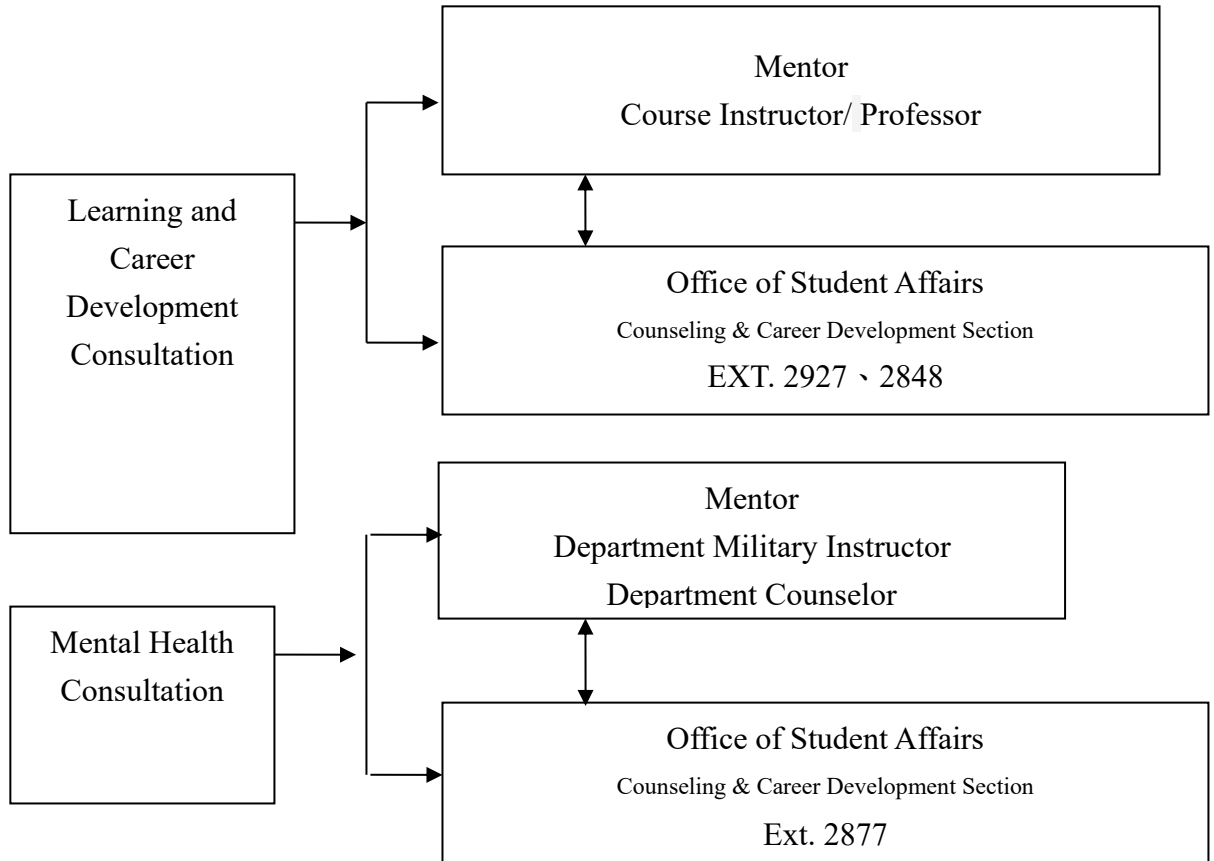 Mentor
Course Instructor/ Professor
Learning and
Career
Development
Consultation
Office of Student Affairs
Counseling & Career Development Section
EXT. 2927、2848
Mentor
Department Military Instructor
Department Counselor
Mental Health
Consultation
Office of Student Affairs
Counseling & Career Development Section
Ext. 2877